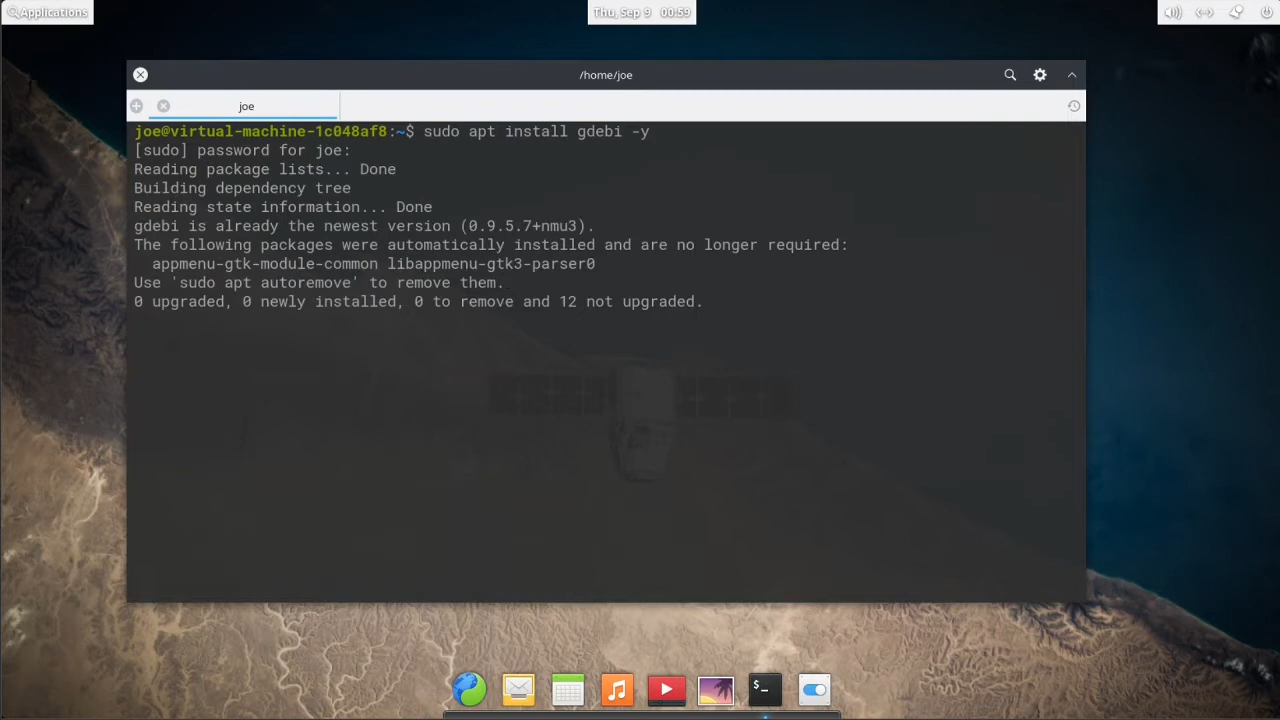 Applications
Thu, Sep 9 00:59
/home/joe
joe
joe@virtual-machine-1c048af8:~$ sudo apt install gdebi -y
[sudo] password for joe:
Reading package lists... Done
Building dependency tree
Reading state information... Done
gdebi is already the newest version (0.9.5.7+nmu3).
The following packages were automatically installed and are no longer required:
  appmenu-gtk-module-common libappmenu-gtk3-parser0
Use 'sudo apt autoremove' to remove them.
0 upgraded, 0 newly installed, 0 to remove and 12 not upgraded.
$ _